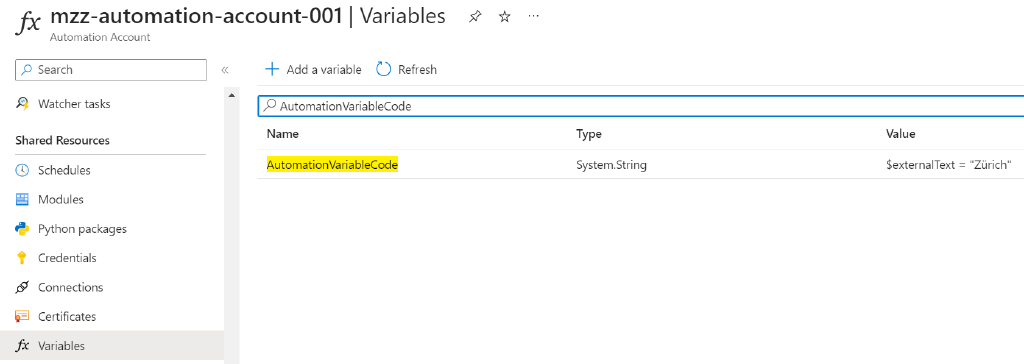 fx mzz-automation-account-001 | Variables ...
Automation Account
Search «
Watcher tasks
Shared Resources
Schedules
Modules
Python packages
Credentials
Connections
Certificates
fx Variables
+ Add a variable Refresh
AutomationVariableCode
Name Type Value
AutomationVariableCode System.String $externalText = "Zürich"